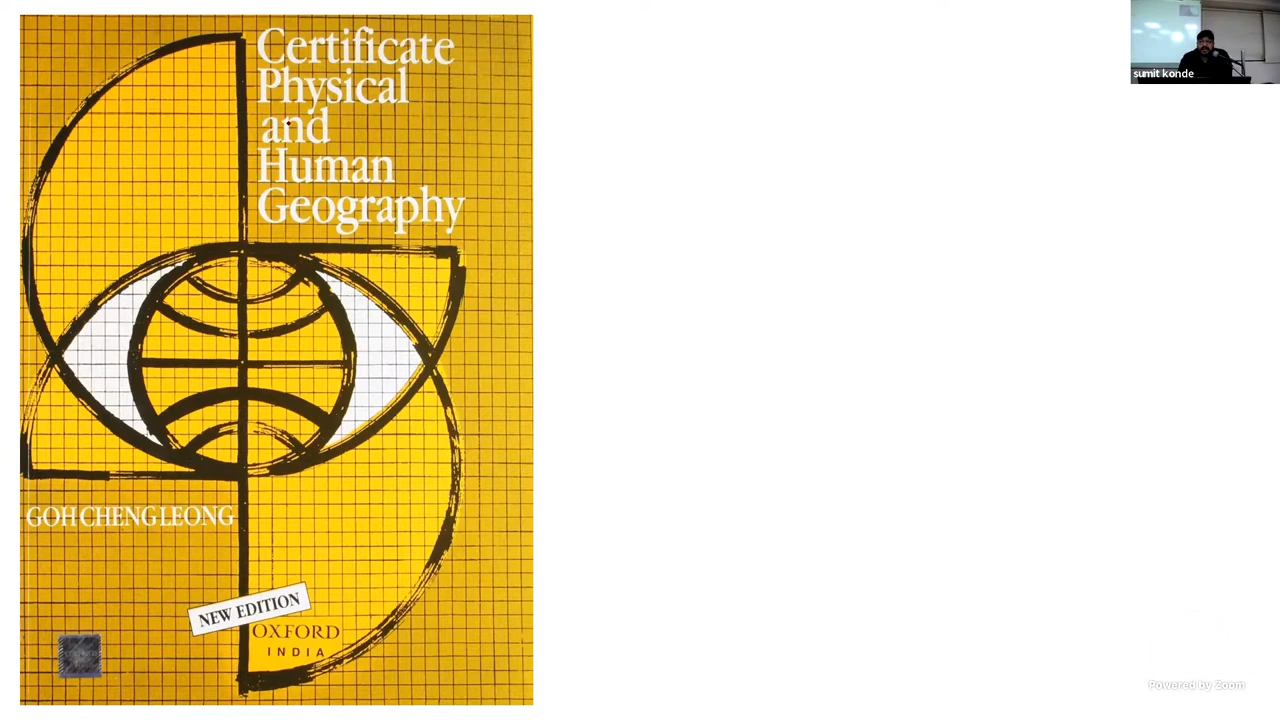 Certificate
Physical
and
Human
Geography
GOH CHENG LEONG
NEW EDITION
OXFORD
INDIA
sumit konde
Powered by Zoom